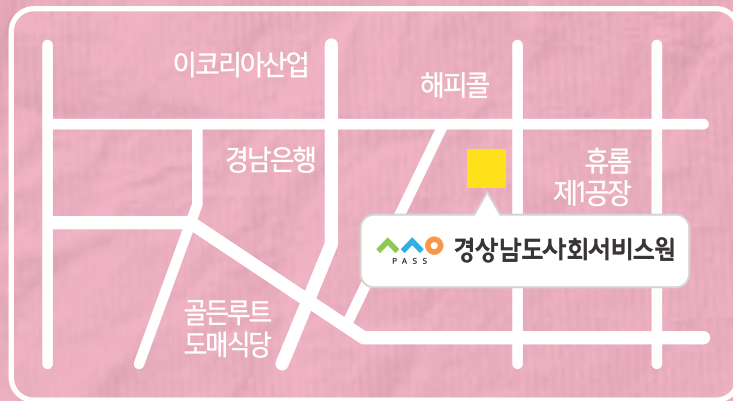 이코리아산업
해피콜
경남은행
휴롬
제1공장
PASS
경상남도사회서비스원
골든루트
도매식당